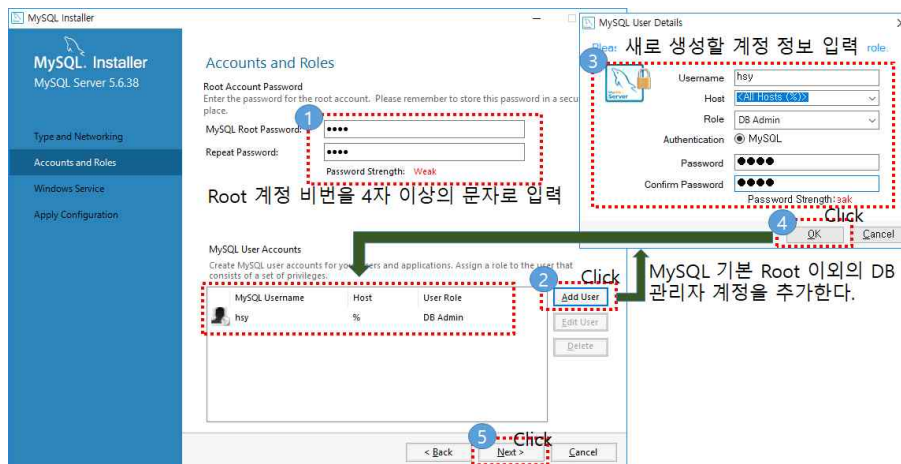 MySQL Installer
MySQL. Installer
MySQL Server 5.6.38
Type and Networking
Accounts and Roles
Windows Service
Apply Configuration
Accounts and Roles
Root Account Password
Enter the password for the root account. Please remember to store this password in a
place.
1
MySQL Root Password:
Repeat Password:
Password Strength: Weak
Root 계정 비번을 4자 이상의 문자로 입력
MySQL User Accounts
Create MySQL user accounts for your users and applications. Assign a role to the user that
consists of a set of privileges.
MySQL Username Host User Role
hsy % DB Admin
2
Click
Add User
Edit User
Delete
5
Click
< Back Next > Cancel
MySQL User Details
새로 생성할 계정 정보 입력 role.
3
Server
Username hsy
Host <All Hosts (%)>
Role DB Admin
Authentication MySQL
Password
Confirm Password
Password Strength:
4
Click
OK Cancel
MySQL 기본 Root 이외의 DB
관리자 계정을 추가한다.